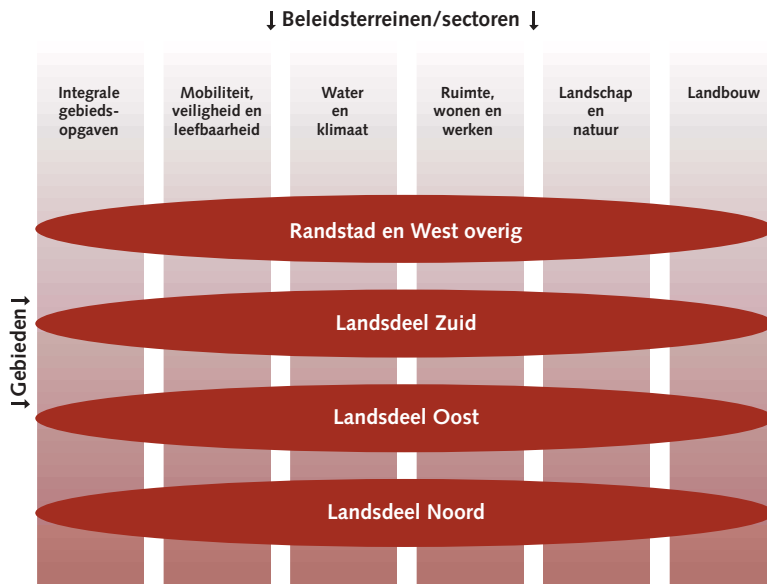 ↓ Beleidsterreinen/sectoren ↓
Integrale
gebieds-
opgaven
Mobiliteit,
veiligheid en
leefbaarheid
Water
en
klimaat
Ruimte,
wonen en
werken
Landschap
en
natuur
Landbouw
↓ Gebieden ↓
Randstad en West overig
Landsdeel Zuid
Landsdeel Oost
Landsdeel Noord